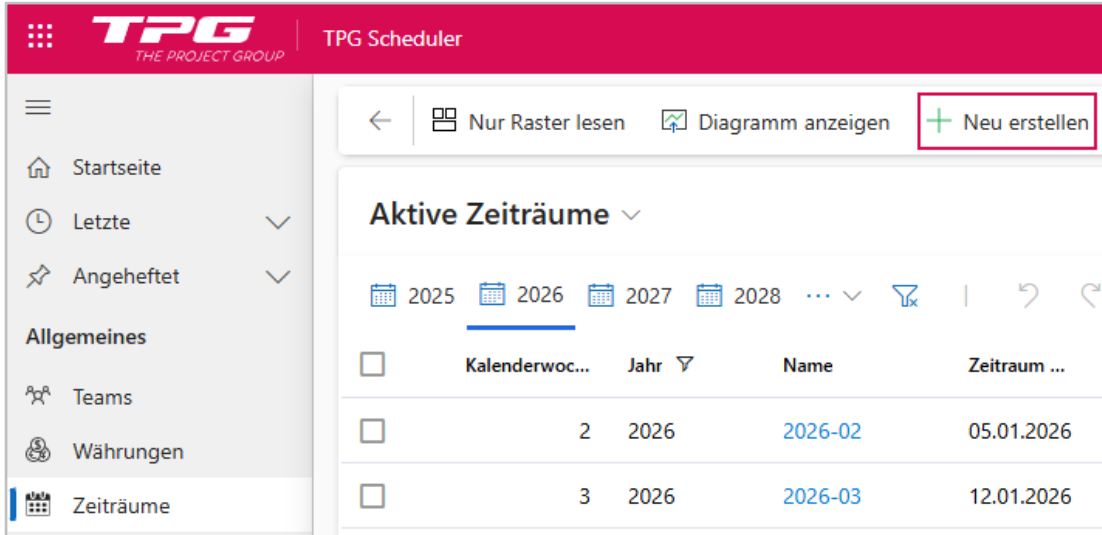 TPG
THE PROJECT GROUP
TPG Scheduler
Startseite
Letzte
Angeheftet
Allgemeines
Teams
Währungen
Zeiträume
Nur Raster lesen Diagramm anzeigen Neu erstellen
Aktive Zeiträume
2025 2026 2027 2028 ...
Kalenderwoc... Jahr Name Zeitraum ...
2 2026 2026-02 05.01.2026
3 2026 2026-03 12.01.2026